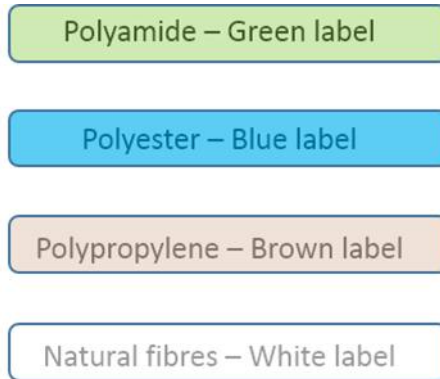 Polyamide – Green label
Polyester – Blue label
Polypropylene – Brown label
Natural fibres – White label